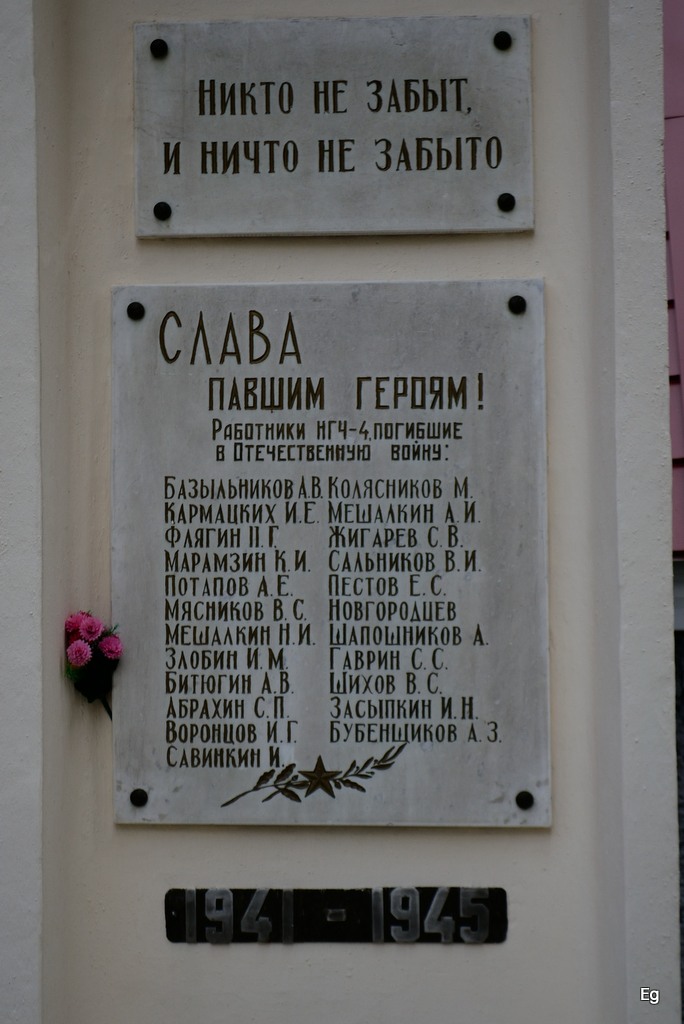 Никто не забыт,
и ничто не забыто
СЛАВА
ПАВШИМ ГЕРОЯМ!
Работники НГЧ-4, погибшие
в Отечественную войну:
Базыльников А.В. Колясников М.
Кармацких И.Е. Мешалкин А.И.
Флягин П.Г. Жигарев С.В.
Марамзин К.И. Сальников В.И.
Потапов А.Е. Пестов Е.С.
Мясников В.С. Новгородцев
Мешалкин Н.И. Шапошников А.
Злобин И.М. Гаврин С.С.
Битюгин А.В. Шихов В.С.
Абрахин С.П. Засыпкин И.Н.
Воронцов И.Г. Бубенщиков А.З.
Савинкин И.
1941 - 1945
Eg